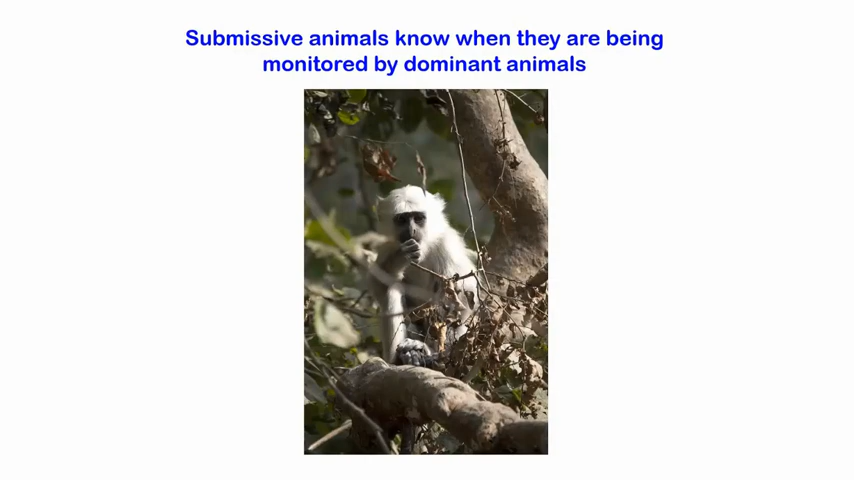 Submissive animals know when they are being
monitored by dominant animals